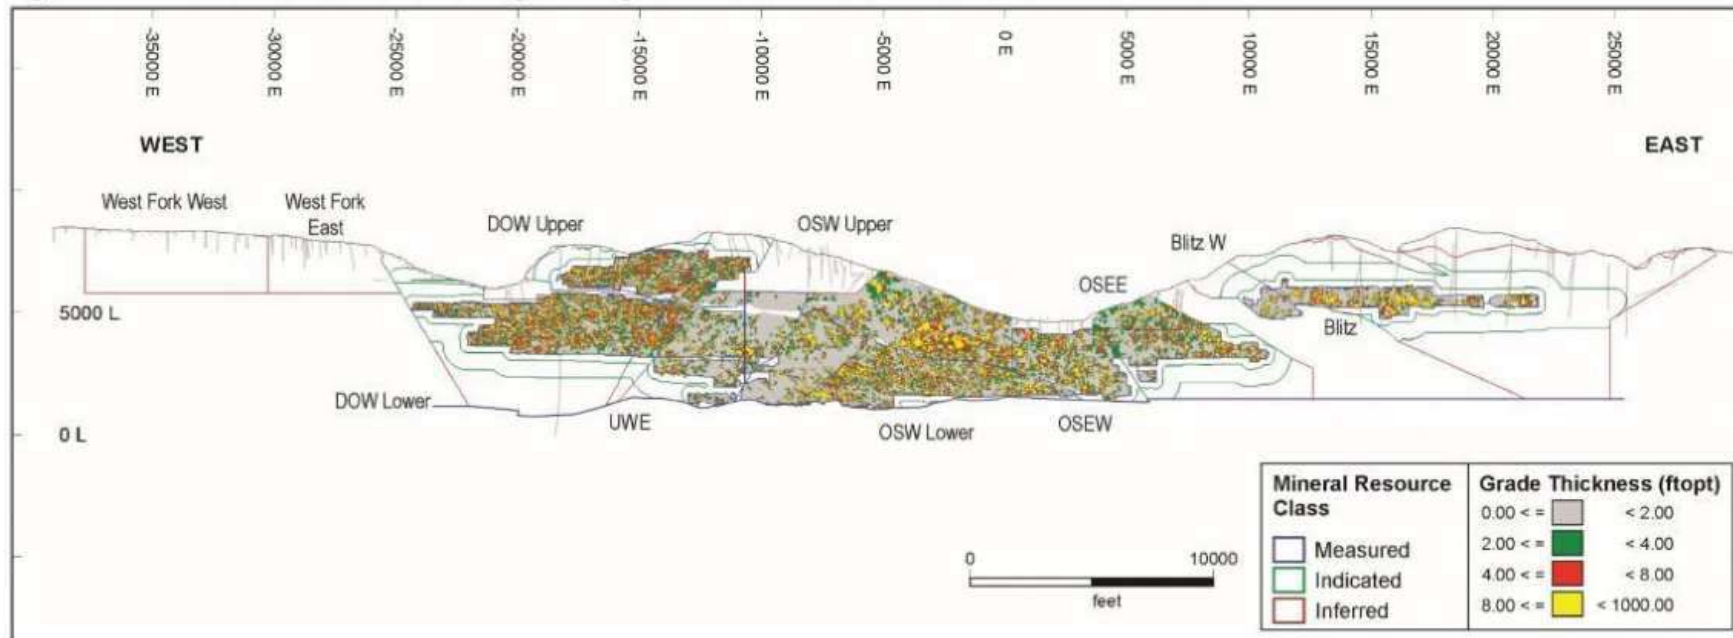 -35000 E
-30000 E
-25000 E
-20000 E
-15000 E
-10000 E
-5000 E
0 E
5000 E
10000 E
15000 E
20000 E
25000 E
WEST
EAST
West Fork West
West Fork
East
DOW Upper
OSW Upper
Blitz W
OSEE
5000 L
Blitz
DOW Lower
UWE
OSW Lower
OSEW
0 L
Mineral Resource
Class
Measured
Indicated
Inferred
Grade Thickness (ftopt)
0.00 < = < 2.00
2.00 < = < 4.00
4.00 < = < 8.00
8.00 < = < 1000.00
0 10000
feet